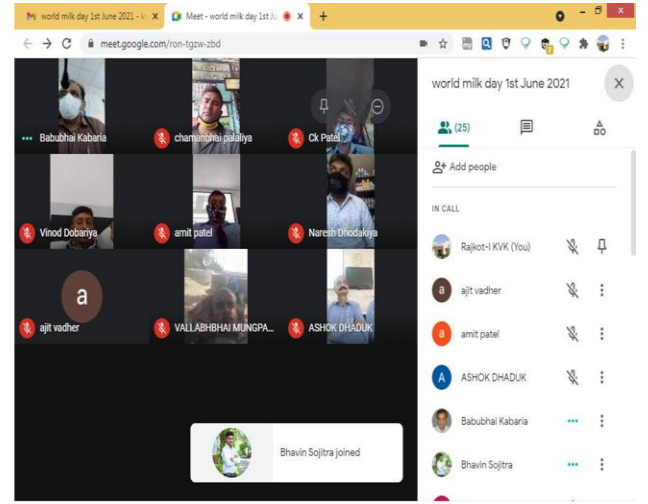 world milk day 1st June 2021 - In
Meet - world milk day 1st Ju
meet.google.com/ron-tgzw-zbd
Babubhai Kabaria
chamanbhai palaliya
Ck Patel
Vinod Dobariya
amit patel
Naresh Dhodakiya
a
ajit vadher
VALLABHBHAI MUNGPA...
ASHOK DHADUK
Bhavin Sojitra joined
world milk day 1st June 2021
(25)
Add people
IN CALL
Rajkot-I KVK (You)
a ajit vadher
a amit patel
A ASHOK DHADUK
Babubhai Kabaria
Bhavin Sojitra